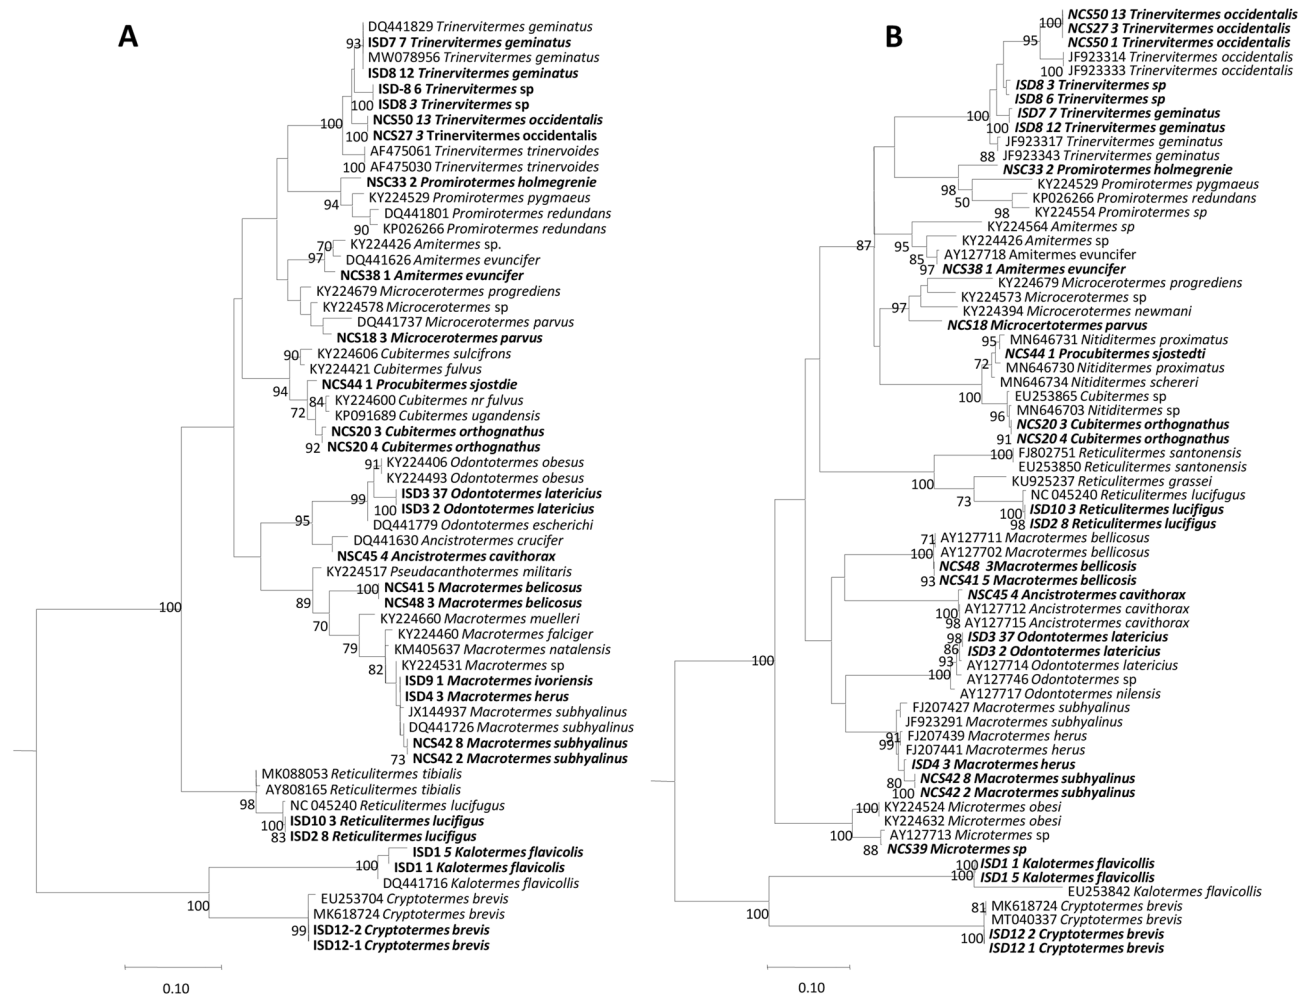 A
DQ441829 Trinervitermes geminatus
93
ISD7 7 Trinervitermes geminatus
MW078956 Trinervitermes geminatus
ISD8 12 Trinervitermes geminatus
ISD-8 6 Trinervitermes sp
100
ISD8 3 Trinervitermes sp
100
NCS50 13 Trinervitermes occidentalis
100
NCS27 3 Trinervitermes occidentalis
AF475061 Trinervitermes trinervoides
100
AF475030 Trinervitermes trinervoides
NSC33 2 Promirotermes holmegrenie
94
KY224529 Promirotermes pygmaeus
DQ441801 Promirotermes redundans
90
KP026266 Promirotermes redundans
70
KY224426 Amitermes sp.
97
DQ441626 Amitermes evuncifer
NCS38 1 Amitermes evuncifer
KY224679 Microcerotermes progrediens
KY224578 Microcerotermes sp
DQ441737 Microcerotermes parvus
NCS18 3 Microcerotermes parvus
90
KY224606 Cubitermes sulcifrons
KY224421 Cubitermes fulvus
94
NCS44 1 Procubitermes sjostdie
84
KY224600 Cubitermes nr fulvus
72
KP091689 Cubitermes ugandensis
NCS20 3 Cubitermes orthognathus
92
NCS20 4 Cubitermes orthognathus
91
KY224406 Odontotermes obesus
KY224493 Odontotermes obesus
99
ISD3 37 Odontotermes latericius
100
ISD3 2 Odontotermes latericius
95
DQ441779 Odontotermes escherichi
DQ441630 Ancistrotermes crucifer
NSC45 4 Ancistrotermes cavithorax
KY224517 Pseudacanthotermes militaris
100
NCS41 5 Macrotermes belicosus
89
NCS48 3 Macrotermes belicosus
100
70
KY224660 Macrotermes muelleri
KY224460 Macrotermes falciger
79
KM405637 Macrotermes natalensis
82
KY224531 Macrotermes sp
ISD9 1 Macrotermes ivoriensis
ISD4 3 Macrotermes herus
JX144937 Macrotermes subhyalinus
DQ441726 Macrotermes subhyalinus
NCS42 8 Macrotermes subhyalinus
73
NCS42 2 Macrotermes subhyalinus
MK088053 Reticulitermes tibialis
AY808165 Reticulitermes tibialis
98
NC 045240 Reticulitermes lucifugus
100
ISD10 3 Reticulitermes lucifigus
83
ISD2 8 Reticulitermes lucifigus
ISD1 5 Kalotermes flavicolis
100
ISD1 1 Kalotermes flavicolis
DQ441716 Kalotermes flavicollis
100
EU253704 Cryptotermes brevis
MK618724 Cryptotermes brevis
99
ISD12-2 Cryptotermes brevis
ISD12-1 Cryptotermes brevis
0.10
B
NCS50 13 Trinervitermes occidentalis
100
NCS27 3 Trinervitermes occidentalis
95
NCS50 1 Trinervitermes occidentalis
JF923314 Trinervitermes occidentalis
100
JF923333 Trinervitermes occidentalis
ISD8 3 Trinervitermes sp
ISD8 6 Trinervitermes sp
100
ISD7 7 Trinervitermes geminatus
100
ISD8 12 Trinervitermes geminatus
JF923317 Trinervitermes geminatus
88
JF923343 Trinervitermes geminatus
NSC33 2 Promirotermes holmegrenie
98
KY224529 Promirotermes pygmaeus
50
KP026266 Promirotermes redundans
98
KY224554 Promirotermes sp
KY224564 Amitermes sp
87
95
KY224426 Amitermes sp
85
AY127718 Amitermes evuncifer
97
NCS38 1 Amitermes evuncifer
KY224679 Microcerotermes progrediens
KY224573 Microcerotermes sp
97
KY224394 Microcerotermes newmani
NCS18 Microcertotermes parvus
95
MN646731 Nitiditermes proximatus
NCS44 1 Procubitermes sjostedti
72
MN646730 Nitiditermes proximatus
MN646734 Nitiditermes schereri
100
EU253865 Cubitermes sp
96
MN646703 Nitiditermes sp
NCS20 3 Cubitermes orthognathus
91
NCS20 4 Cubitermes orthognathus
100
FJ802751 Reticulitermes santonensis
EU253850 Reticulitermes santonensis
100
KU925237 Reticulitermes grassei
73
NC 045240 Reticulitermes lucifugus
100
ISD10 3 Reticulitermes lucifigus
98
ISD2 8 Reticulitermes lucifigus
71
AY127711 Macrotermes bellicosus
100
AY127702 Macrotermes bellicosus
NCS48 3Macrotermes bellicosis
93
NCS41 5 Macrotermes bellicosis
NSC45 4 Ancistrotermes cavithorax
100
AY127712 Ancistrotermes cavithorax
98
AY127715 Ancistrotermes cavithorax
98
ISD3 37 Odontotermes latericius
86
ISD3 2 Odontotermes latericius
93
AY127714 Odontotermes latericius
100
100
AY127746 Odontotermes sp
AY127717 Odontotermes nilensis
FJ207427 Macrotermes subhyalinus
JF923291 Macrotermes subhyalinus
91
FJ207439 Macrotermes herus
99
FJ207441 Macrotermes herus
ISD4 3 Macrotermes herus
80
NCS42 8 Macrotermes subhyalinus
100
NCS42 2 Macrotermes subhyalinus
100
KY224524 Microtermes obesi
KY224632 Microtermes obesi
100
AY127713 Microtermes sp
88
NCS39 Microtermes sp
100
ISD1 1 Kalotermes flavicollis
100
ISD1 5 Kalotermes flavicollis
EU253842 Kalotermes flavicollis
81
MK618724 Cryptotermes brevis
100
MT040337 Cryptotermes brevis
100
ISD12 2 Cryptotermes brevis
ISD12 1 Cryptotermes brevis
0.10